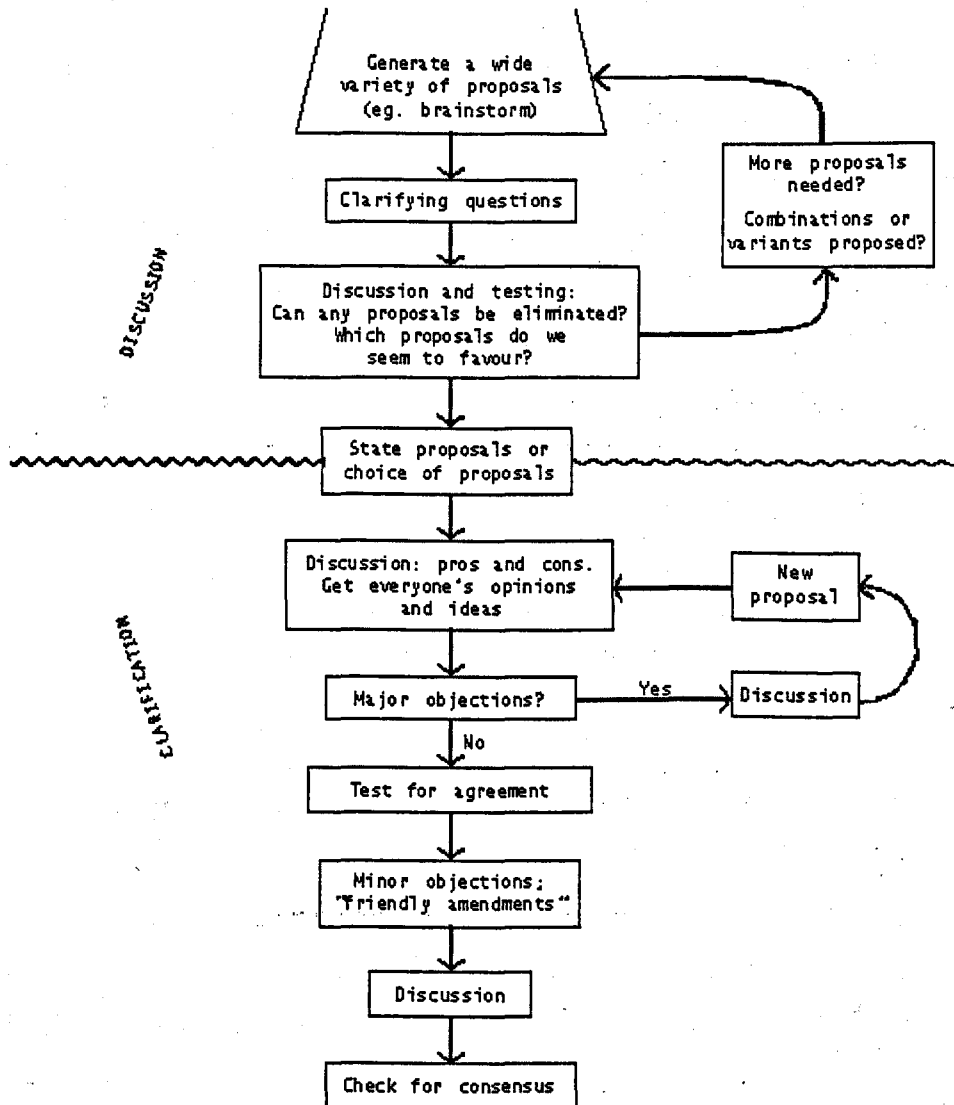 Generate a wide
variety of proposals
(eg. brainstorm)
More proposals
needed?
Combinations or
variants proposed?
Clarifying questions
DISCUSSION
Discussion and testing:
Can any proposals be eliminated?
Which proposals do we
seem to favour?
State proposals or
choice of proposals
Discussion: pros and cons.
Get everyone's opinions
and ideas
New
proposal
CLARIFICATION
Major objections?
Yes
Discussion
No
Test for agreement
Minor objections;
"Friendly amendments"
Discussion
Check for consensus